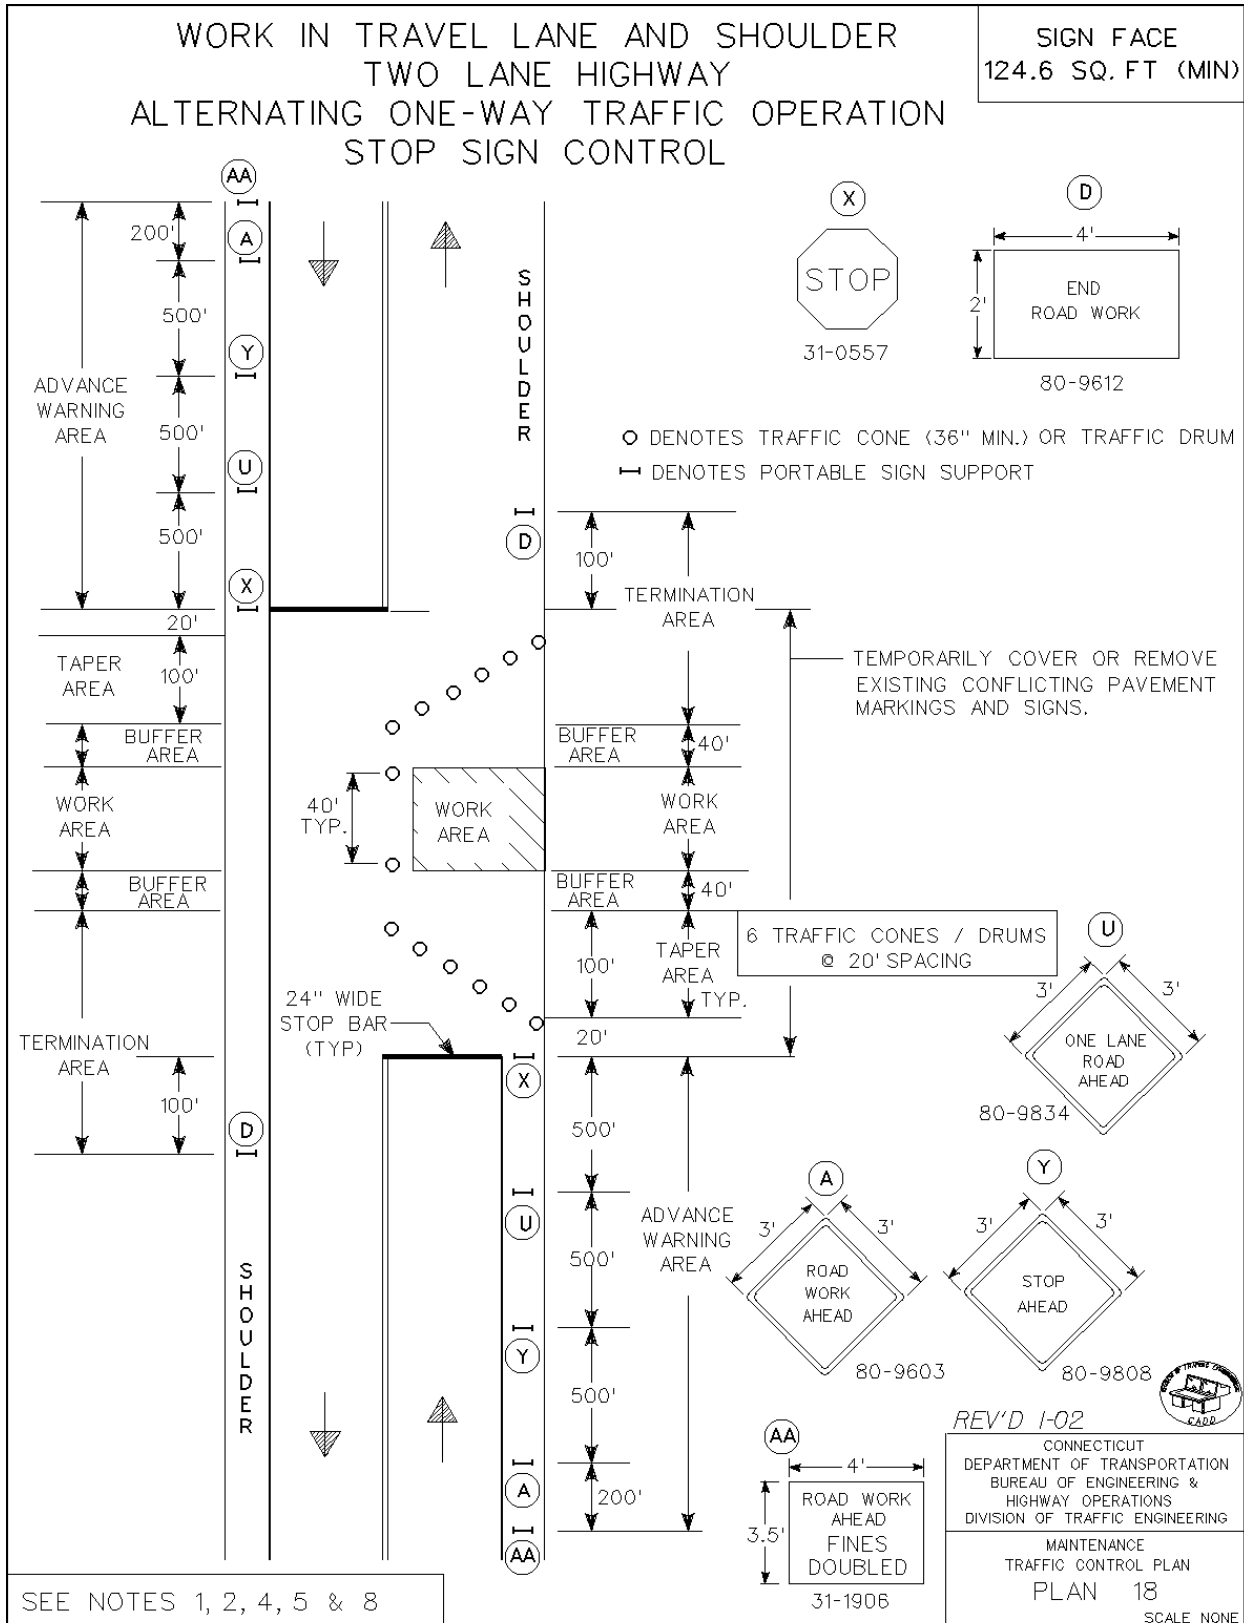 WORK IN TRAVEL LANE AND SHOULDER
TWO LANE HIGHWAY
ALTERNATING ONE-WAY TRAFFIC OPERATION
STOP SIGN CONTROL
SIGN FACE
124.6 SQ. FT (MIN)
AA
200'
A
500'
Y
ADVANCE
WARNING
AREA
500'
U
500'
X
20'
TAPER
AREA
100'
BUFFER
AREA
WORK
AREA
BUFFER
AREA
TERMINATION
AREA
100'
D
SHOULDER
SHOULDER
D
100'
TERMINATION
AREA
BUFFER
AREA
40'
40'
TYP.
WORK
AREA
WORK
AREA
BUFFER
AREA
40'
100'
TAPER
AREA
TYP.
20'
24" WIDE
STOP BAR
(TYP)
X
500'
U
ADVANCE
WARNING
AREA
500'
Y
500'
A
200'
AA
X
STOP
31-0557
D
4'
2'
END
ROAD WORK
80-9612
DENOTES TRAFFIC CONE (36" MIN.) OR TRAFFIC DRUM
DENOTES PORTABLE SIGN SUPPORT
TEMPORARILY COVER OR REMOVE
EXISTING CONFLICTING PAVEMENT
MARKINGS AND SIGNS.
6 TRAFFIC CONES / DRUMS
@ 20' SPACING
U
3'
3'
ONE LANE
ROAD
AHEAD
80-9834
A
3'
3'
ROAD
WORK
AHEAD
80-9603
Y
3'
3'
STOP
AHEAD
80-9808
AA
4'
3.5'
ROAD WORK
AHEAD
FINES
DOUBLED
31-1906
CADD
REV'D 1-02
CONNECTICUT
DEPARTMENT OF TRANSPORTATION
BUREAU OF ENGINEERING &
HIGHWAY OPERATIONS
DIVISION OF TRAFFIC ENGINEERING
MAINTENANCE
TRAFFIC CONTROL PLAN
PLAN 18
SCALE NONE
SEE NOTES 1, 2, 4, 5 & 8